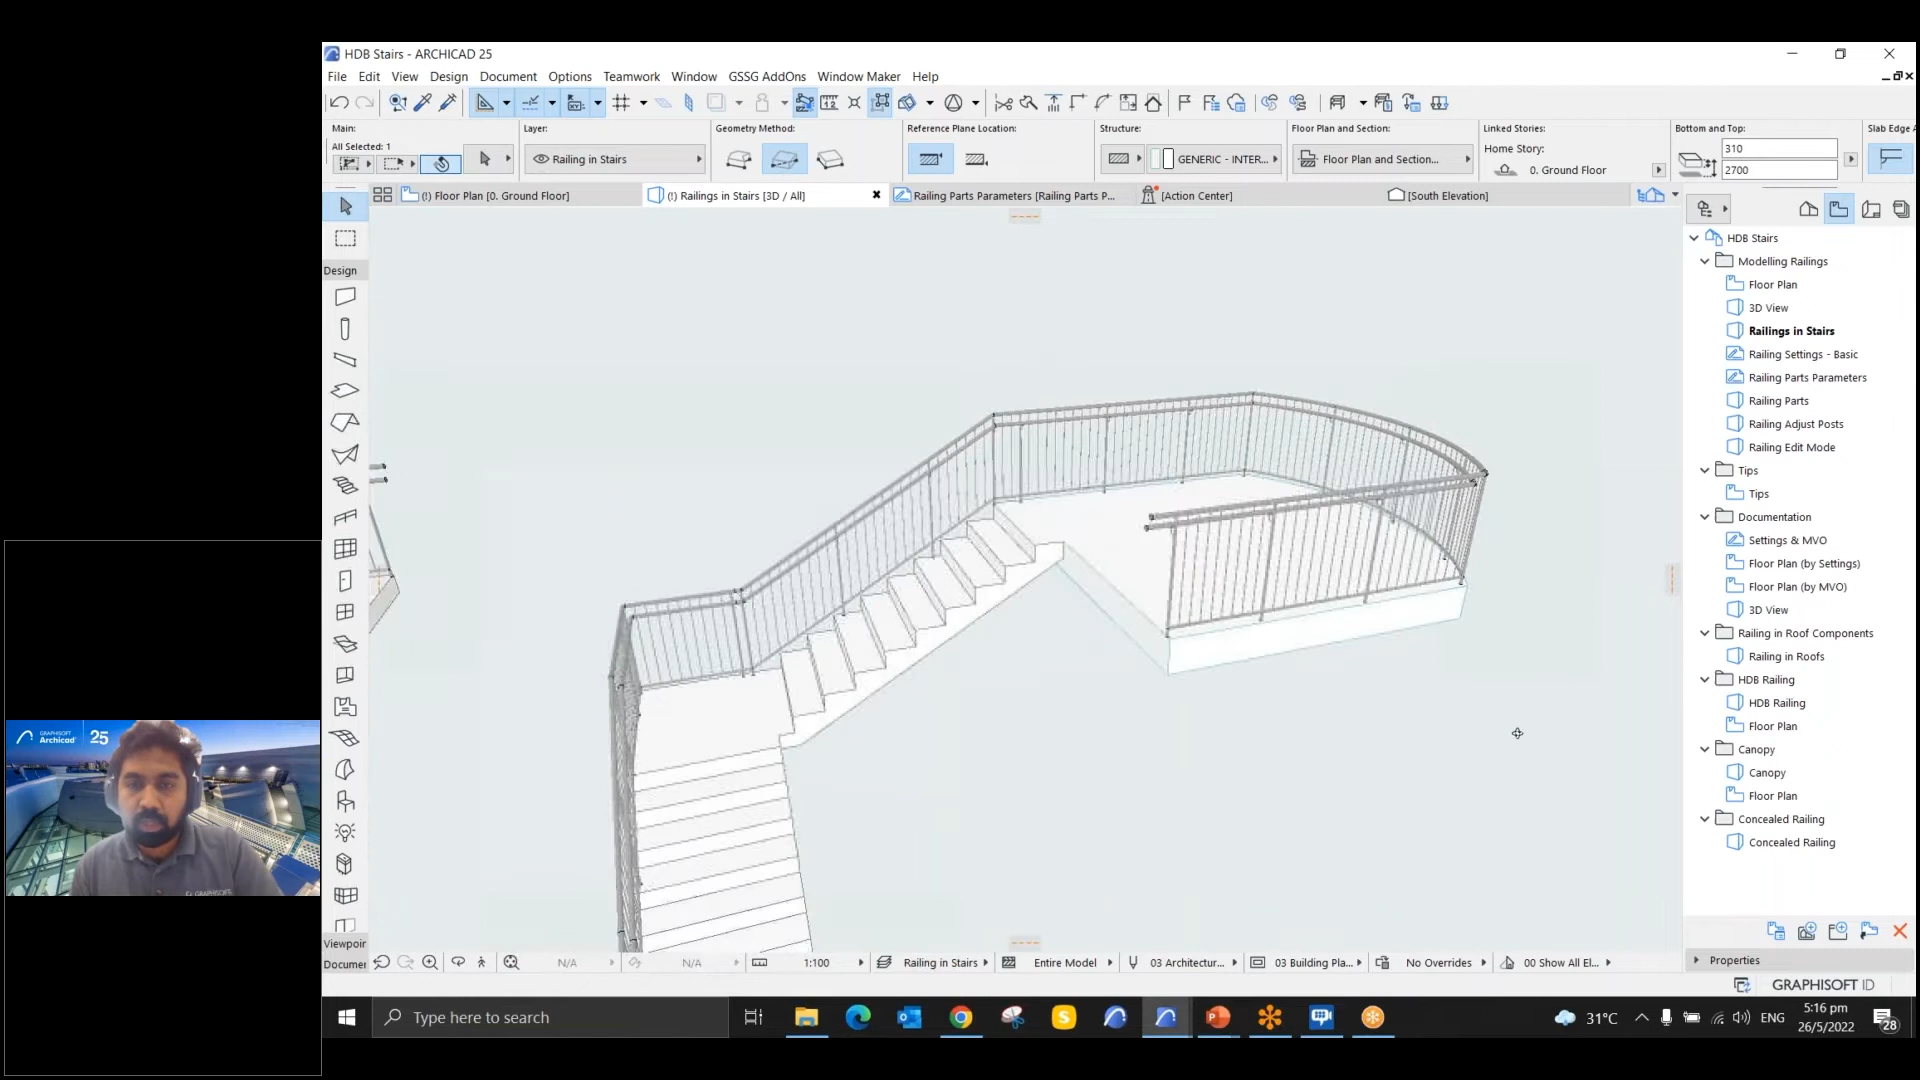 HDB Stairs - ARCHICAD 25
File Edit View Design Document Options Teamwork Window GSSG AddOns Window Maker Help
Main:
All Selected: 1
Layer:
Railing in Stairs
Geometry Method:
Reference Plane Location:
Structure:
GENERIC - INTER...
Floor Plan and Section:
Floor Plan and Section...
Linked Stories:
Home Story:
0. Ground Floor
Bottom and Top:
310
2700
Slab Edge A
(!) Floor Plan [0. Ground Floor]
(!) Railings in Stairs [3D / All]
Railing Parts Parameters [Railing Parts P...
[Action Center]
[South Elevation]
Design
Viewpoir
Documer
HDB Stairs
Modelling Railings
Floor Plan
3D View
Railings in Stairs
Railing Settings - Basic
Railing Parts Parameters
Railing Parts
Railing Adjust Posts
Railing Edit Mode
Tips
Tips
Documentation
Settings & MVO
Floor Plan (by Settings)
Floor Plan (by MVO)
3D View
Railing in Roof Components
Railing in Roofs
HDB Railing
HDB Railing
Floor Plan
Canopy
Canopy
Floor Plan
Concealed Railing
Concealed Railing
Properties
GRAPHISOFT
Archicad
25
GRAPHISOFT
N/A
N/A
1:100
Railing in Stairs
Entire Model
03 Architectur...
03 Building Pla...
No Overrides
00 Show All El...
GRAPHISOFT ID
Type here to search
31°C
ENG
5:16 pm
26/5/2022
28